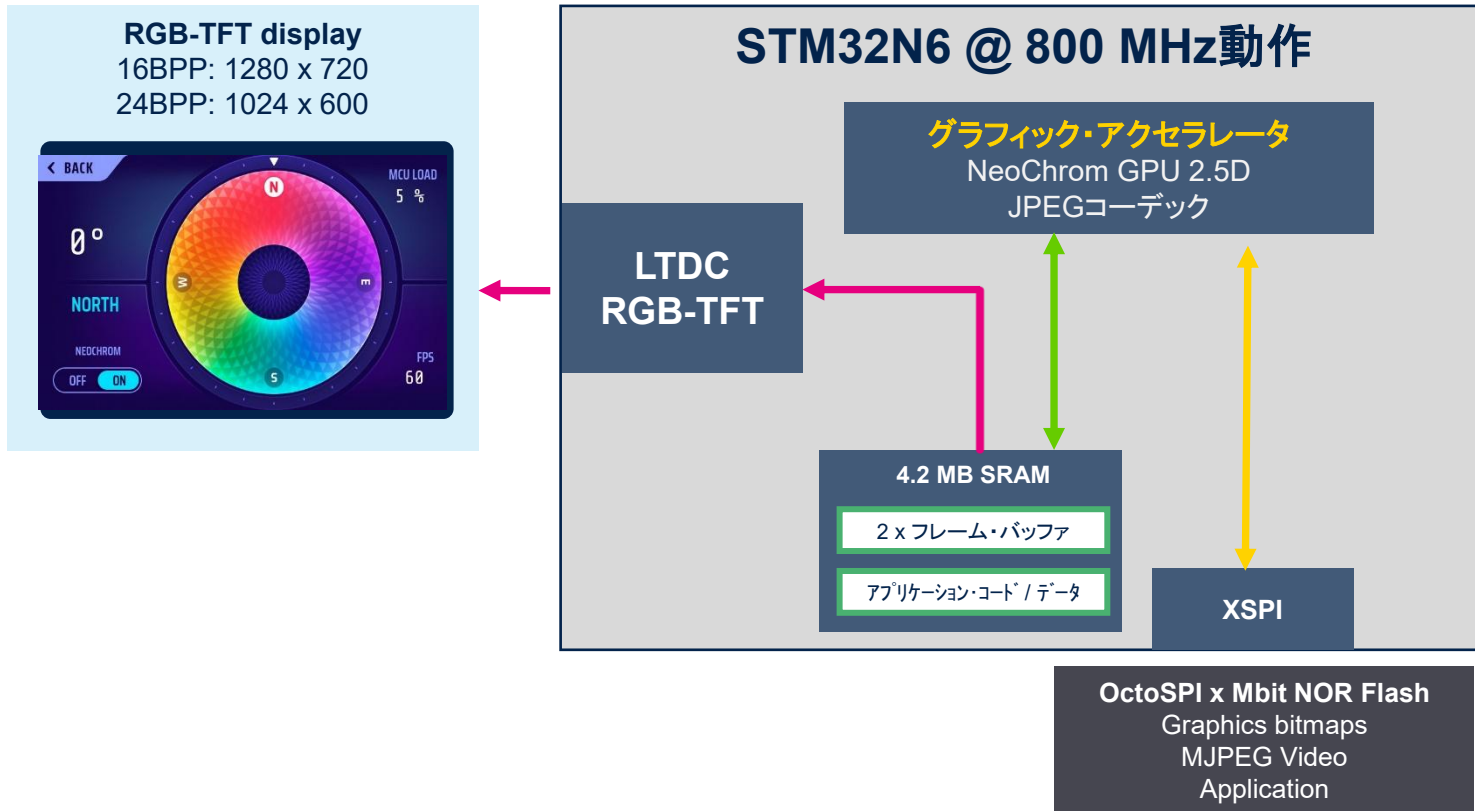 RGB-TFT display
16BPP: 1280 x 720
24BPP: 1024 x 600
< BACK
MCU LOAD
5 %
0°
NORTH
NEOCHROM
OFF ON
N
W
E
S
FPS
60
STM32N6 @ 800 MHz動作
グラフィック・アクセラレータ
NeoChrom GPU 2.5D
JPEGコーデック
LTDC
RGB-TFT
4.2 MB SRAM
2 x フレーム・バッファ
アプリケーション・コード / データ
XSPI
OctoSPI x Mbit NOR Flash
Graphics bitmaps
MJPEG Video
Application